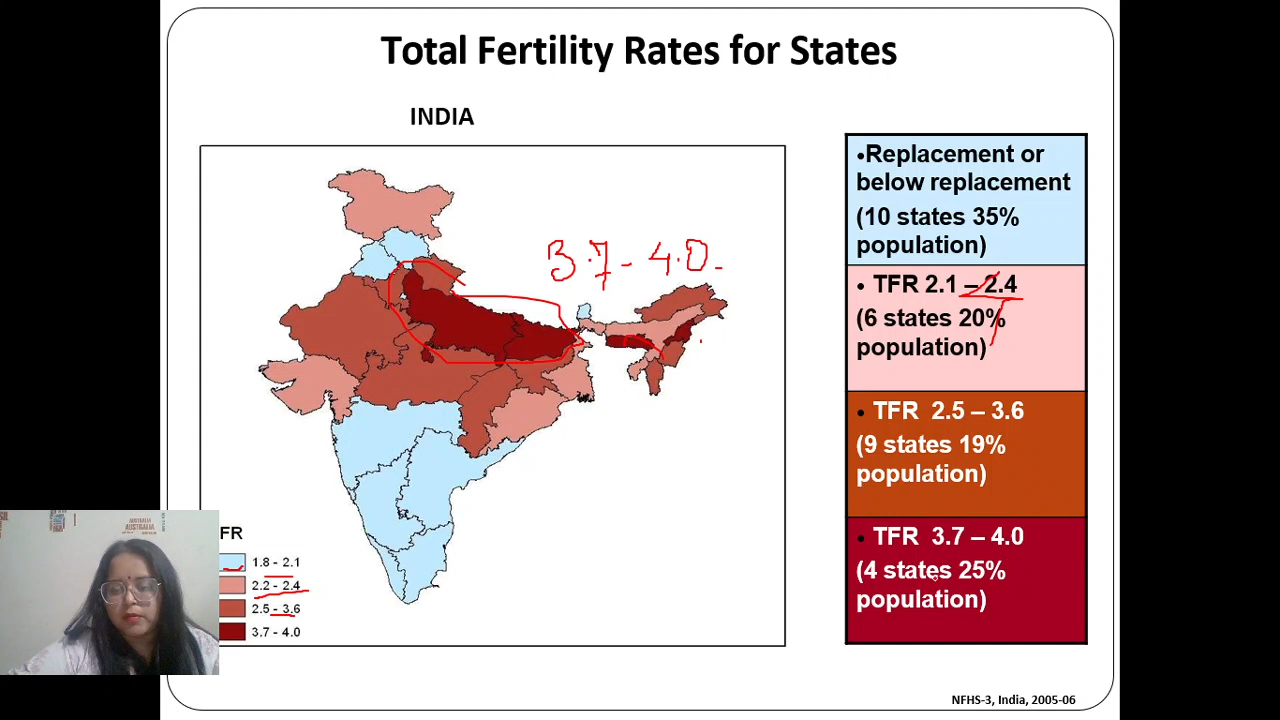 Total Fertility Rates for States
INDIA
3.7 - 4.0
FR
1.8 - 2.1
2.2 - 2.4
2.5 - 3.6
3.7 - 4.0
•Replacement or
below replacement
(10 states 35%
population)
• TFR 2.1 – 2.4
(6 states 20%
population)
• TFR 2.5 – 3.6
(9 states 19%
population)
• TFR 3.7 – 4.0
(4 states 25%
population)
AUSTRALIA
AUSTRALIA
NFHS-3, India, 2005-06